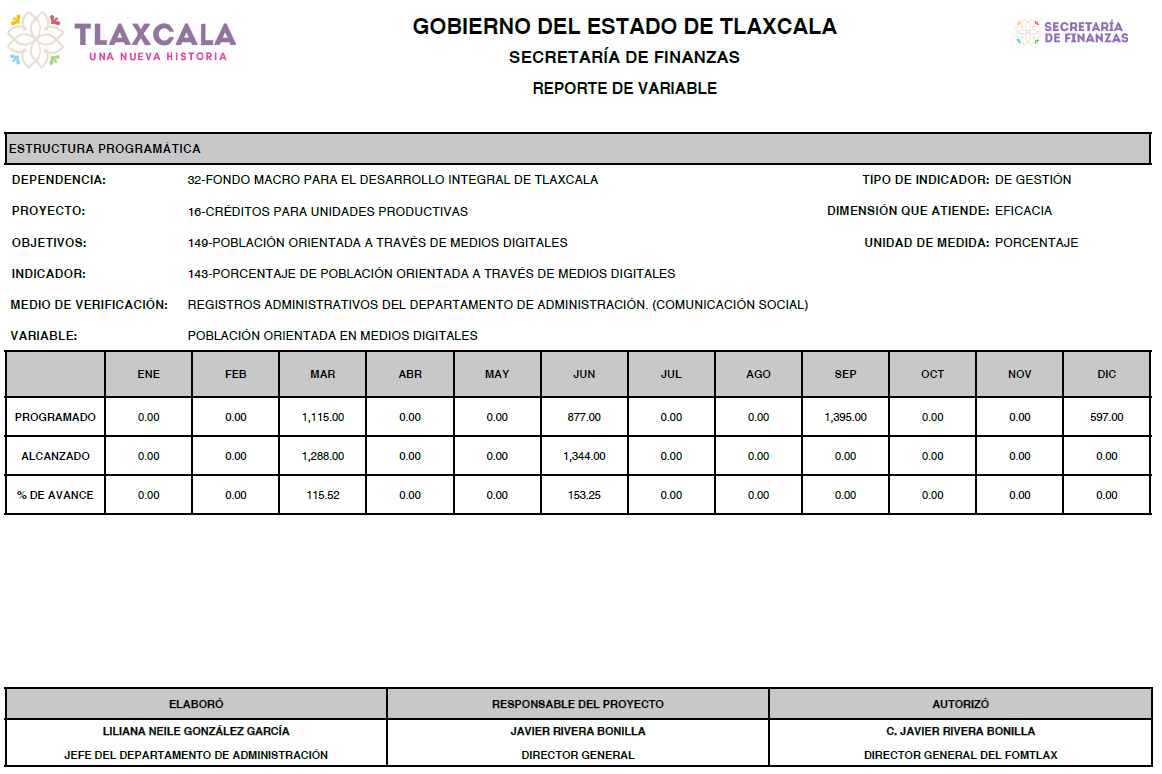 TLAXCALA
UNA NUEVA HISTORIA
GOBIERNO DEL ESTADO DE TLAXCALA
SECRETARÍA DE FINANZAS
REPORTE DE VARIABLE
SECRETARÍA
DE FINANZAS
ESTRUCTURA PROGRAMÁTICA
DEPENDENCIA: 32-FONDO MACRO PARA EL DESARROLLO INTEGRAL DE TLAXCALA TIPO DE INDICADOR: DE GESTIÓN
PROYECTO: 16-CRÉDITOS PARA UNIDADES PRODUCTIVAS DIMENSIÓN QUE ATIENDE: EFICACIA
OBJETIVOS: 149-POBLACIÓN ORIENTADA A TRAVÉS DE MEDIOS DIGITALES UNIDAD DE MEDIDA: PORCENTAJE
INDICADOR: 143-PORCENTAJE DE POBLACIÓN ORIENTADA A TRAVÉS DE MEDIOS DIGITALES
MEDIO DE VERIFICACIÓN: REGISTROS ADMINISTRATIVOS DEL DEPARTAMENTO DE ADMINISTRACIÓN. (COMUNICACIÓN SOCIAL)
VARIABLE: POBLACIÓN ORIENTADA EN MEDIOS DIGITALES
ENE FEB MAR ABR MAY JUN JUL AGO SEP OCT NOV DIC
PROGRAMADO 0.00 0.00 1,115.00 0.00 0.00 877.00 0.00 0.00 1,395.00 0.00 0.00 597.00
ALCANZADO 0.00 0.00 1,288.00 0.00 0.00 1,344.00 0.00 0.00 0.00 0.00 0.00 0.00
% DE AVANCE 0.00 0.00 115.52 0.00 0.00 153.25 0.00 0.00 0.00 0.00 0.00 0.00
ELABORÓ RESPONSABLE DEL PROYECTO AUTORIZÓ
LILIANA NEILE GONZÁLEZ GARCÍA JAVIER RIVERA BONILLA C. JAVIER RIVERA BONILLA
JEFE DEL DEPARTAMENTO DE ADMINISTRACIÓN DIRECTOR GENERAL DIRECTOR GENERAL DEL FOMTLAX